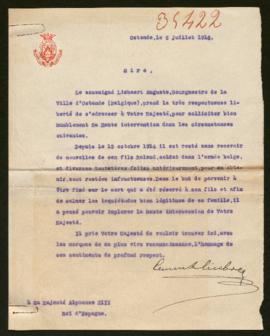 35422
Ostende, le 5 juillet 1916.
Sire,
Le soussigné Liebaert Auguste, Bourgmestre de la
Ville d'Ostende (Belgique), prend la très respectueuse li-
berté de s'adresser à Votre Majesté, pour solliciter bien
humblement Sa Haute intervention dans les circonstances
suivantes.
Depuis le 15 octobre 1914 il est resté sans recevoir
de nouvelles de son fils Roland, soldat dans l'armée belge,
et diverses tentatives faites antérieurement, pour en obte-
nir, sont restées infructueuses. Dans le but de parvenir à
être fixé sur le sort qui a été réservé à son fils et afin
de calmer les inquiétudes bien légitimes de sa famille, il
a pensé pouvoir implorer la haute intercession de Votre
Majesté.
Il prie Votre Majesté de vouloir trouver ici, avec
les marques de sa plus vive reconnaissance, l'hommage de
ses sentiments de profond respect.
A Sa Majesté Alphonse XIII
Roi d'Espagne.